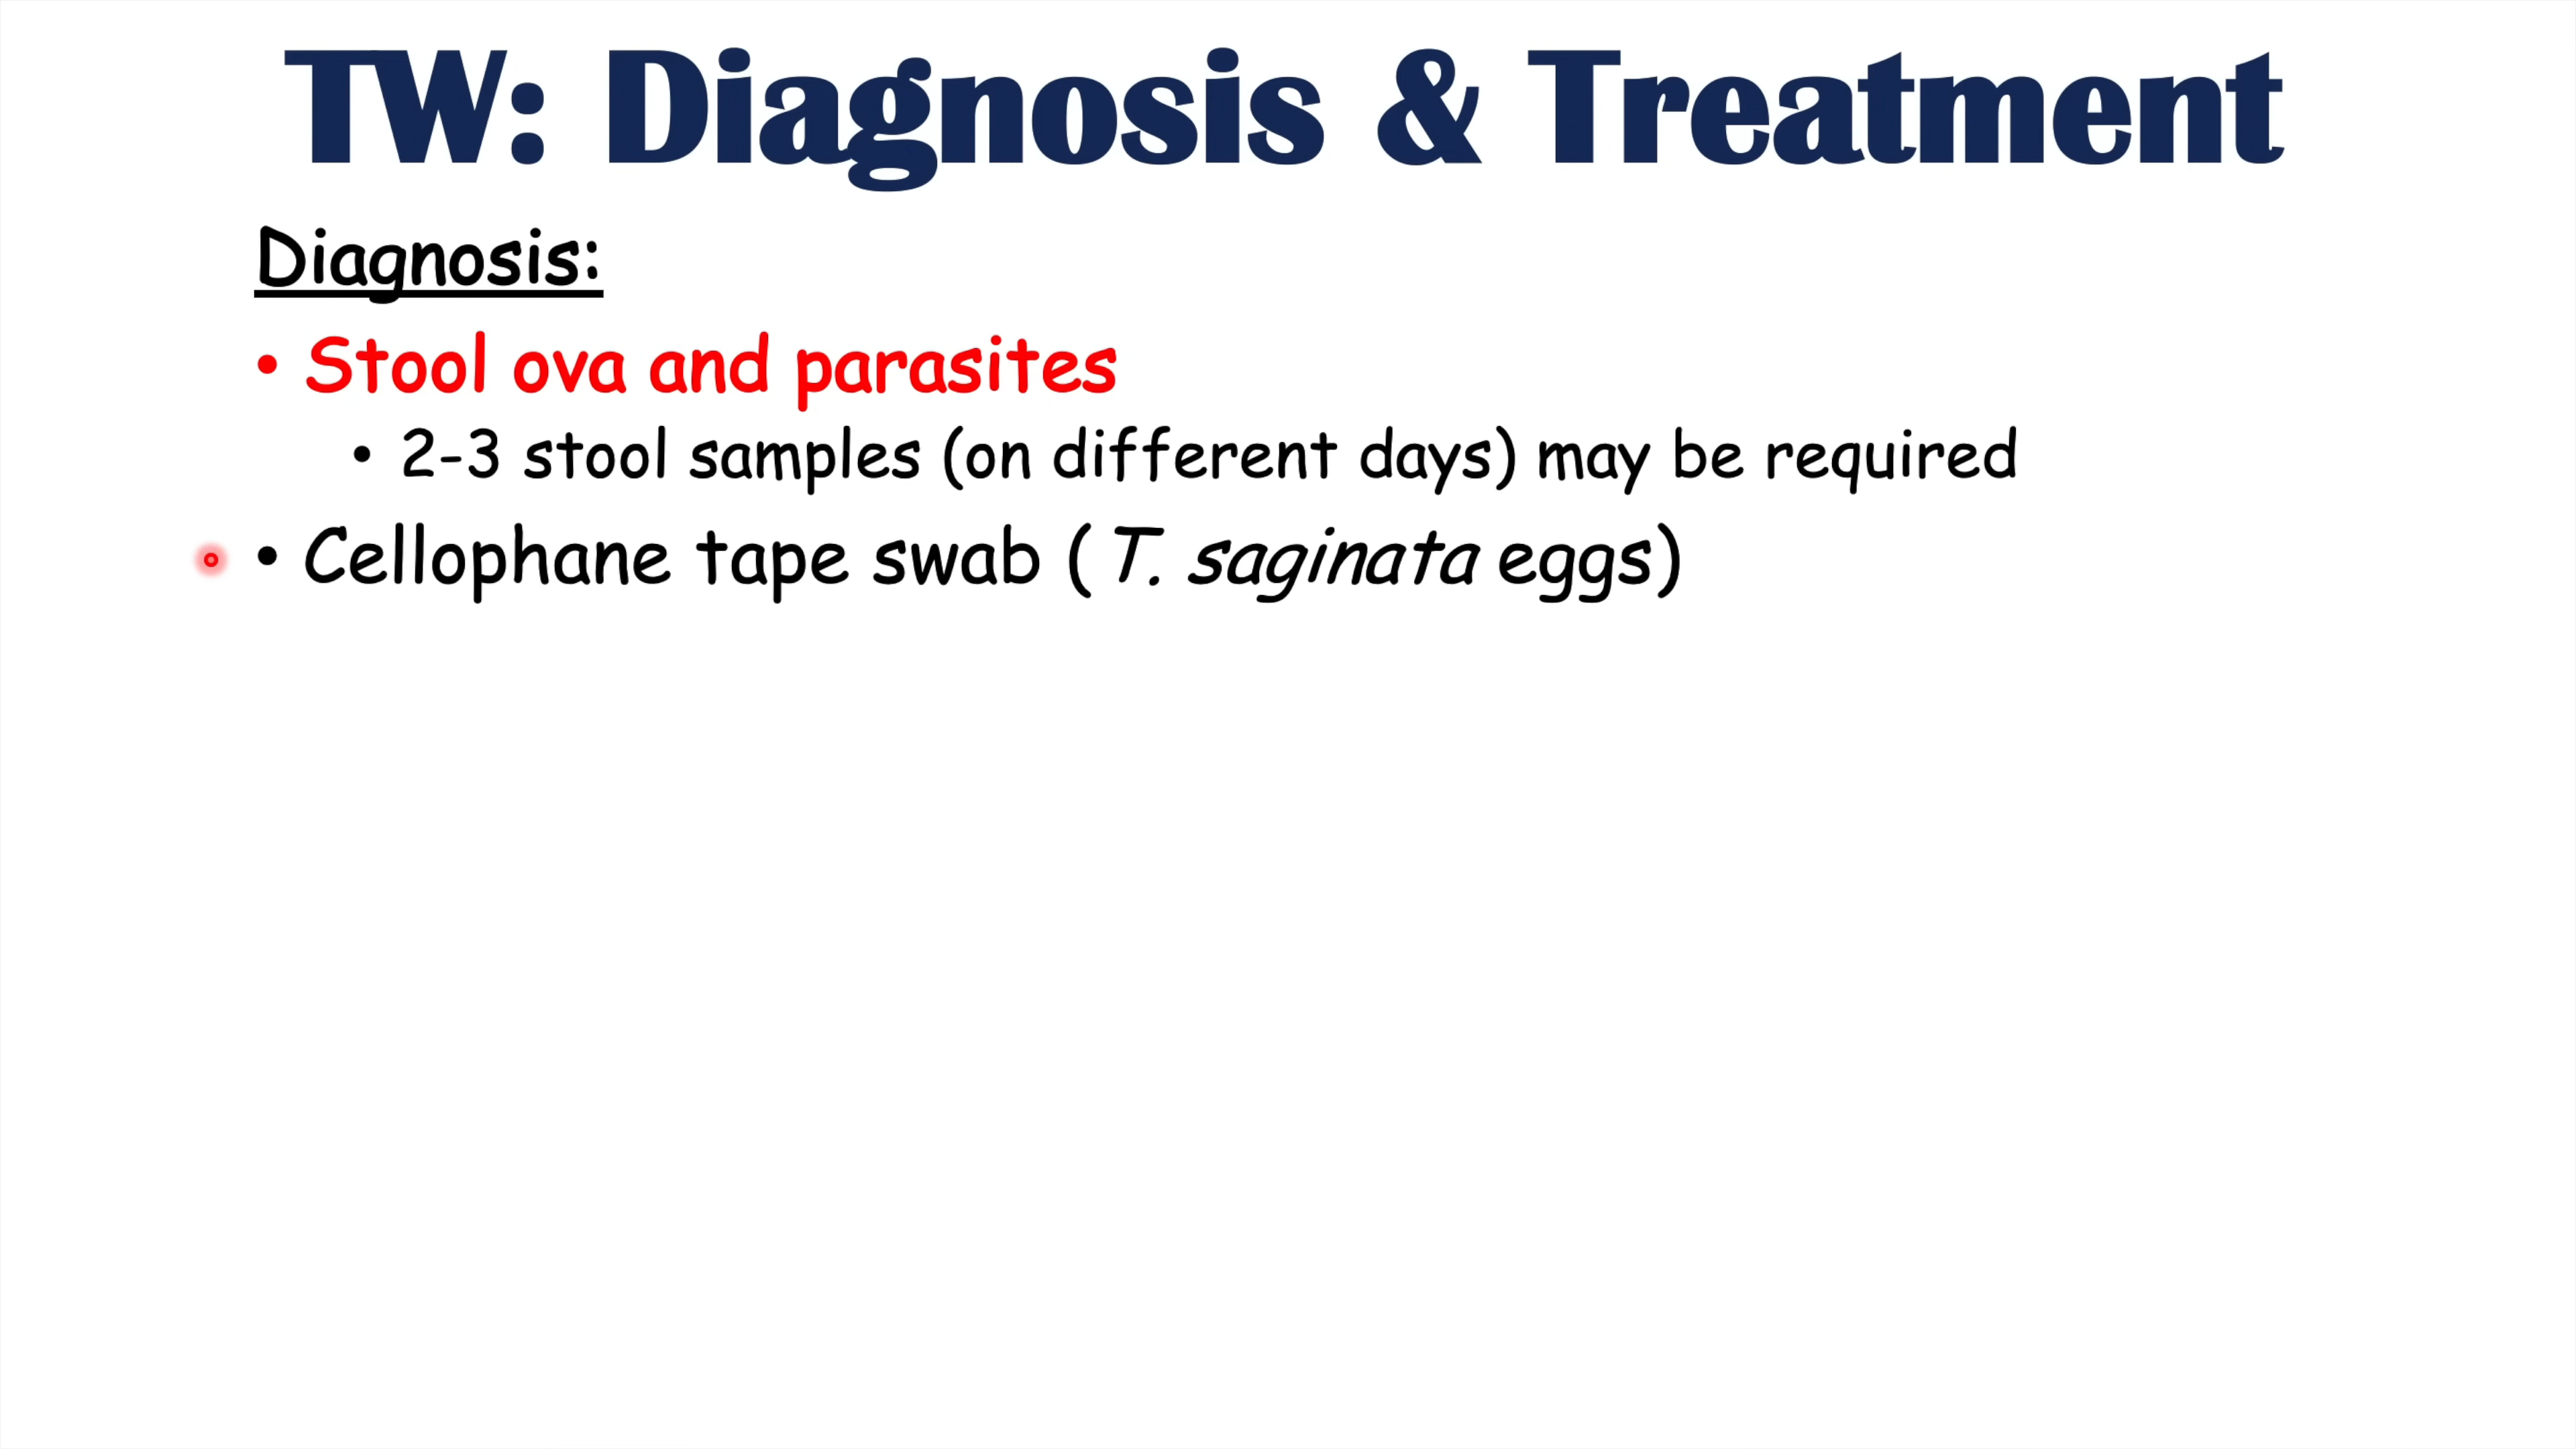 TW: Diagnosis & Treatment
Diagnosis:
• Stool ova and parasites
• 2-3 stool samples (on different days) may be required
• Cellophane tape swab (T. saginata eggs)